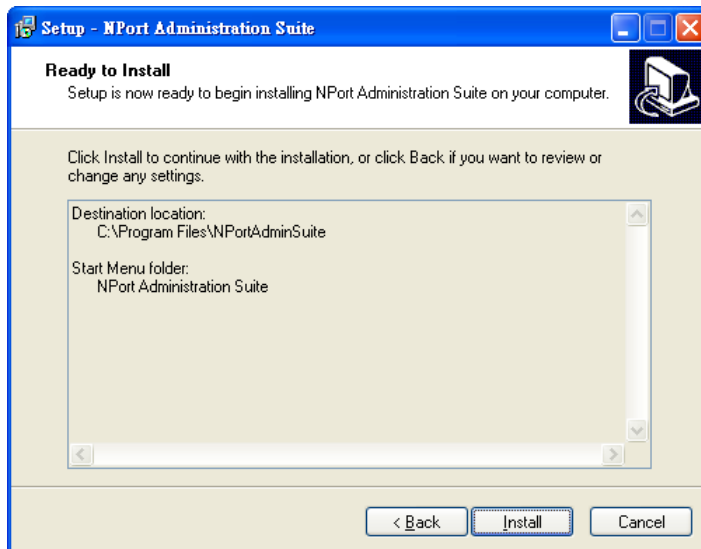 Setup - NPort Administration Suite
Ready to Install
Setup is now ready to begin installing NPort Administration Suite on your computer.
Click Install to continue with the installation, or click Back if you want to review or
change any settings.
Destination location:
C:\Program Files\NPortAdminSuite
Start Menu folder:
NPort Administration Suite
< Back
Install
Cancel